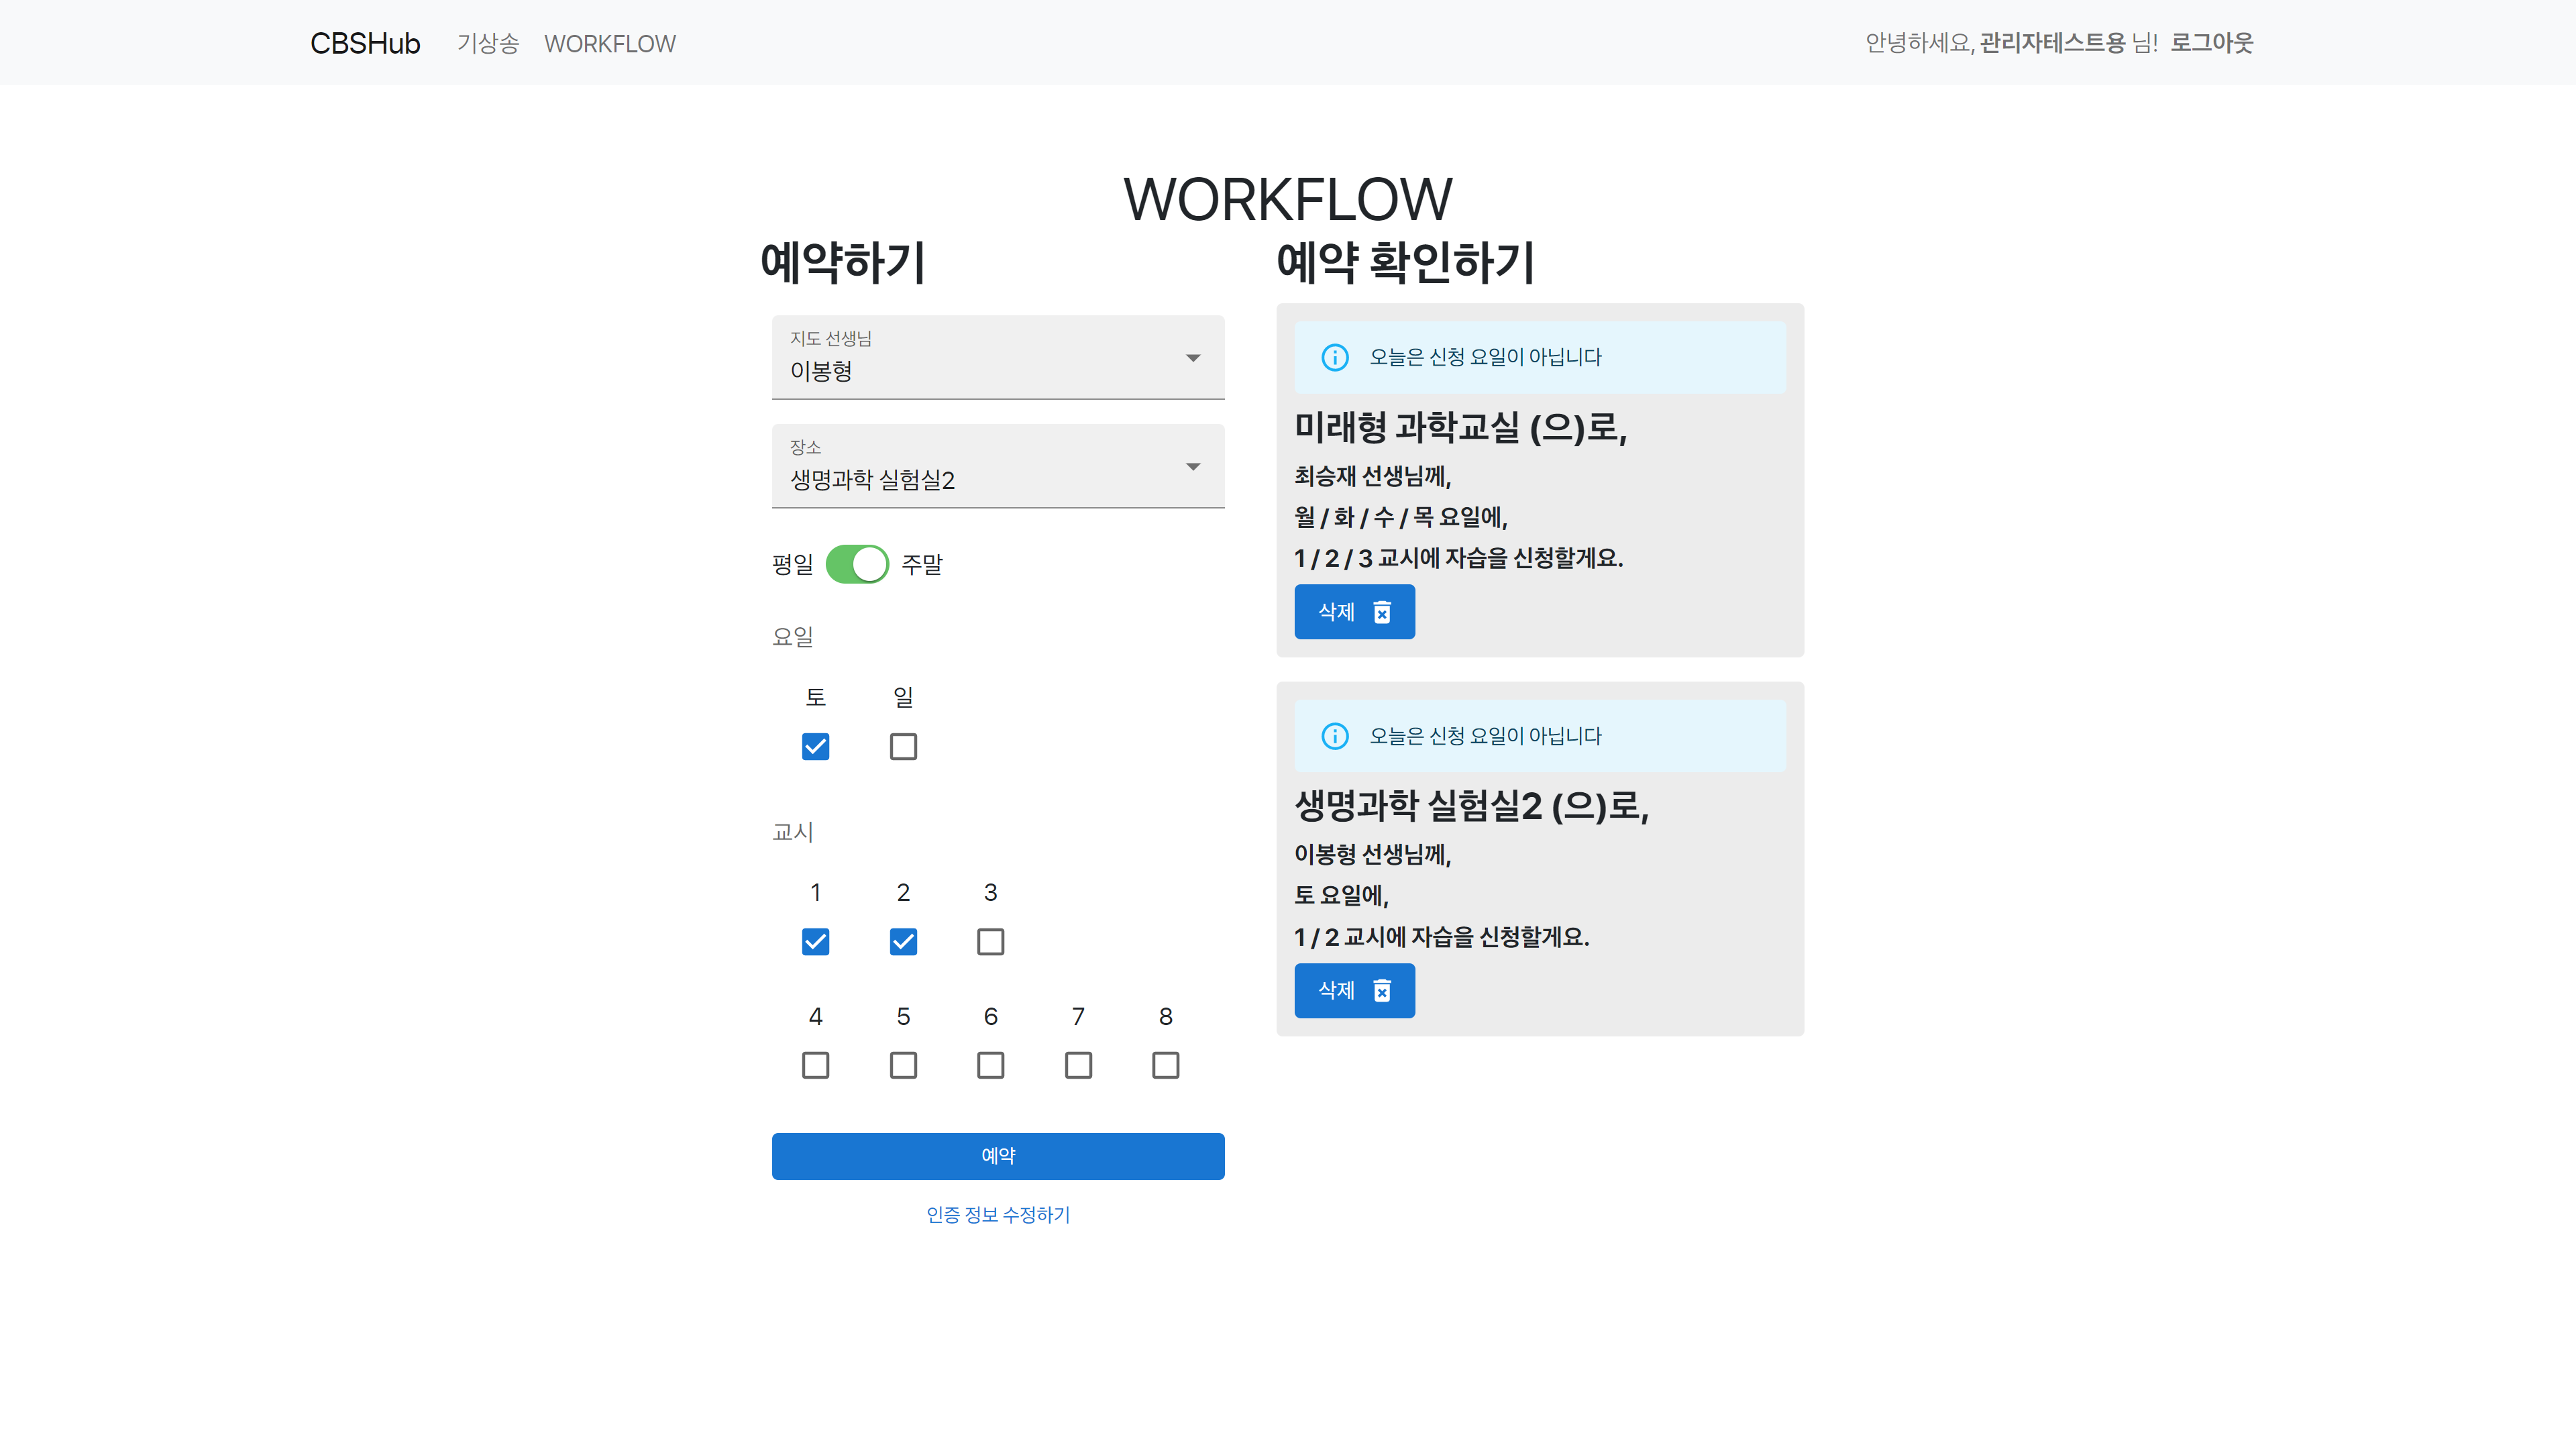 CBSHub 기상송 WORKFLOW 안녕하세요, 관리자테스트용 님! 로그아웃
WORKFLOW
예약하기
지도 선생님
이봉형
장소
생명과학 실험실2
평일 주말
요일
토 일
교시
1 2 3
4 5 6 7 8
예약
인증 정보 수정하기
예약 확인하기
오늘은 신청 요일이 아닙니다
미래형 과학교실 (으)로,
최승재 선생님께,
월 / 화 / 수 / 목 요일에,
1 / 2 / 3 교시에 자습을 신청할게요.
삭제
오늘은 신청 요일이 아닙니다
생명과학 실험실2 (으)로,
이봉형 선생님께,
토 요일에,
1 / 2 교시에 자습을 신청할게요.
삭제